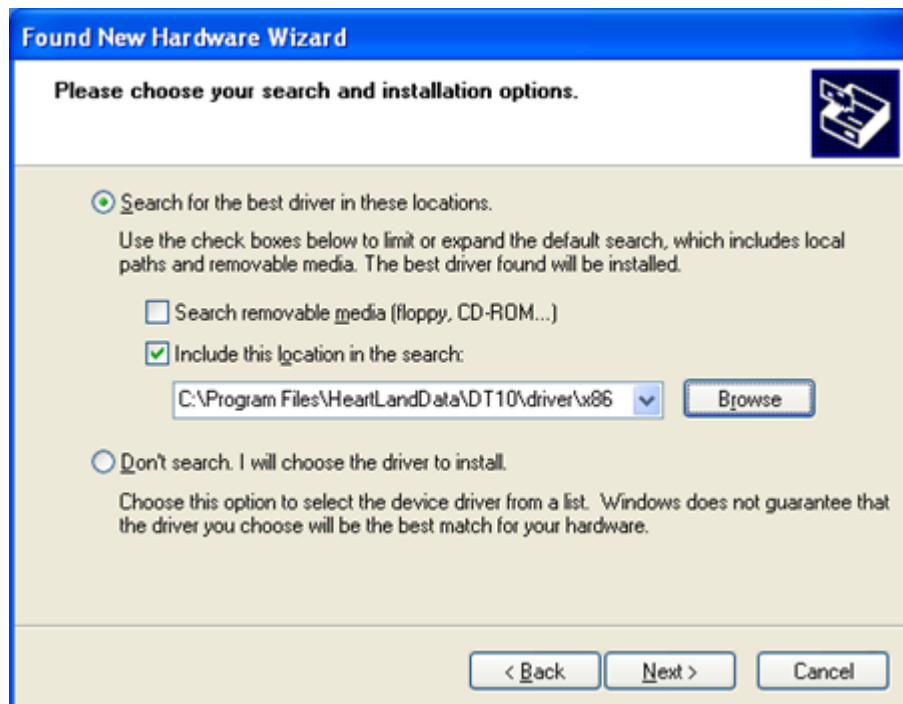 Found New Hardware Wizard
Please choose your search and installation options.
Search for the best driver in these locations.
Use the check boxes below to limit or expand the default search, which includes local
paths and removable media. The best driver found will be installed.
Search removable media (floppy, CD-ROM...)
Include this location in the search:
C:\Program Files\HeartLandData\DT10\driver\x86
Browse
Don't search. I will choose the driver to install.
Choose this option to select the device driver from a list. Windows does not guarantee that
the driver you choose will be the best match for your hardware.
< Back
Next >
Cancel